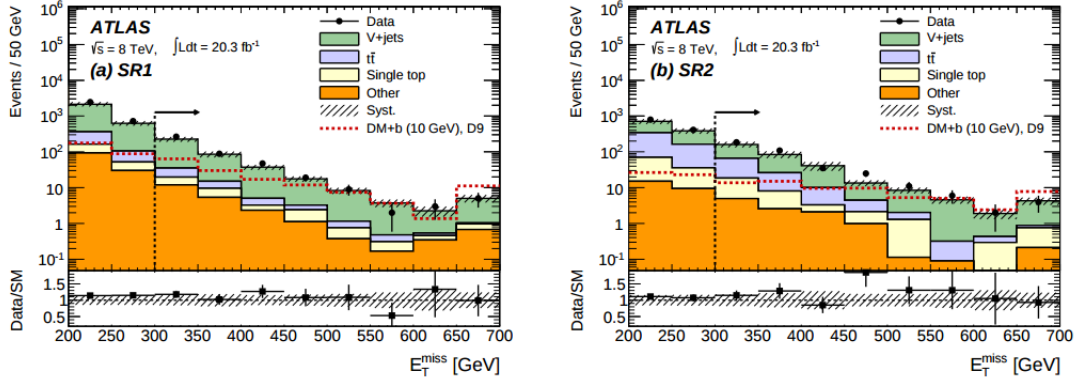 Events / 50 GeV
10⁶
10⁵
10⁴
10³
10²
10
1
10⁻¹
ATLAS
√s = 8 TeV, ∫Ldt = 20.3 fb⁻¹
(a) SR1
Data
V+jets
tt̄
Single top
Other
Syst.
DM+b (10 GeV), D9
Data/SM
1.5
1
0.5
200 250 300 350 400 450 500 550 600 650 700
E_T^miss [GeV]
Events / 50 GeV
10⁶
10⁵
10⁴
10³
10²
10
1
10⁻¹
ATLAS
√s = 8 TeV, ∫Ldt = 20.3 fb⁻¹
(b) SR2
Data
V+jets
tt̄
Single top
Other
Syst.
DM+b (10 GeV), D9
Data/SM
1.5
1
0.5
200 250 300 350 400 450 500 550 600 650 700
E_T^miss [GeV]